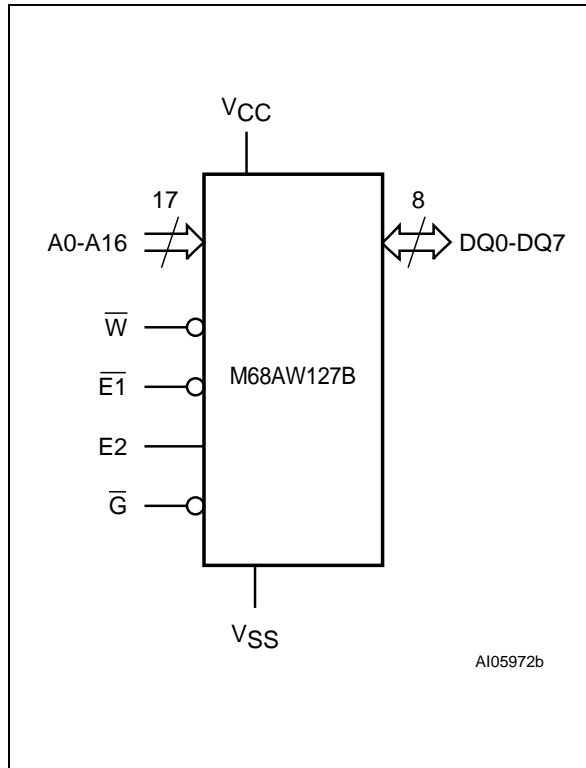 VCC
17
8
A0-A16
DQ0-DQ7
W
E1
M68AW127B
E2
G
VSS
AI05972b